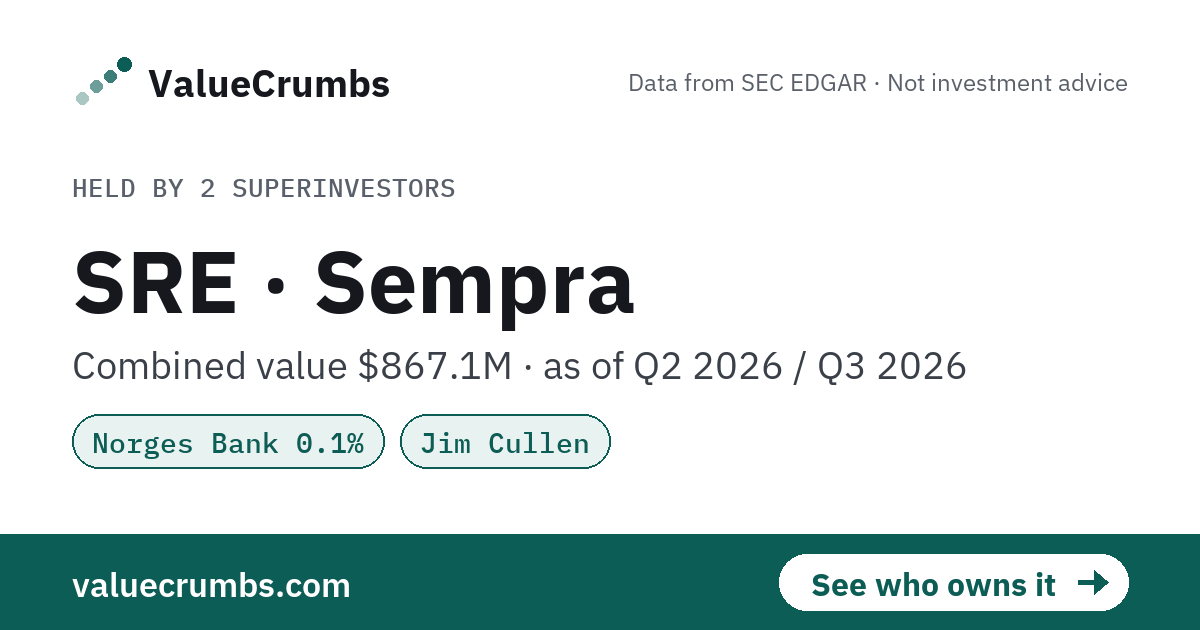 ValueCrumbs
Data from SEC EDGAR · Not investment advice
HELD BY 2 SUPERINVESTORS
SRE · Sempra
Combined value $867.1M · as of Q2 2026 / Q3 2026
Norges Bank 0.1%
Jim Cullen
valuecrumbs.com
See who owns it